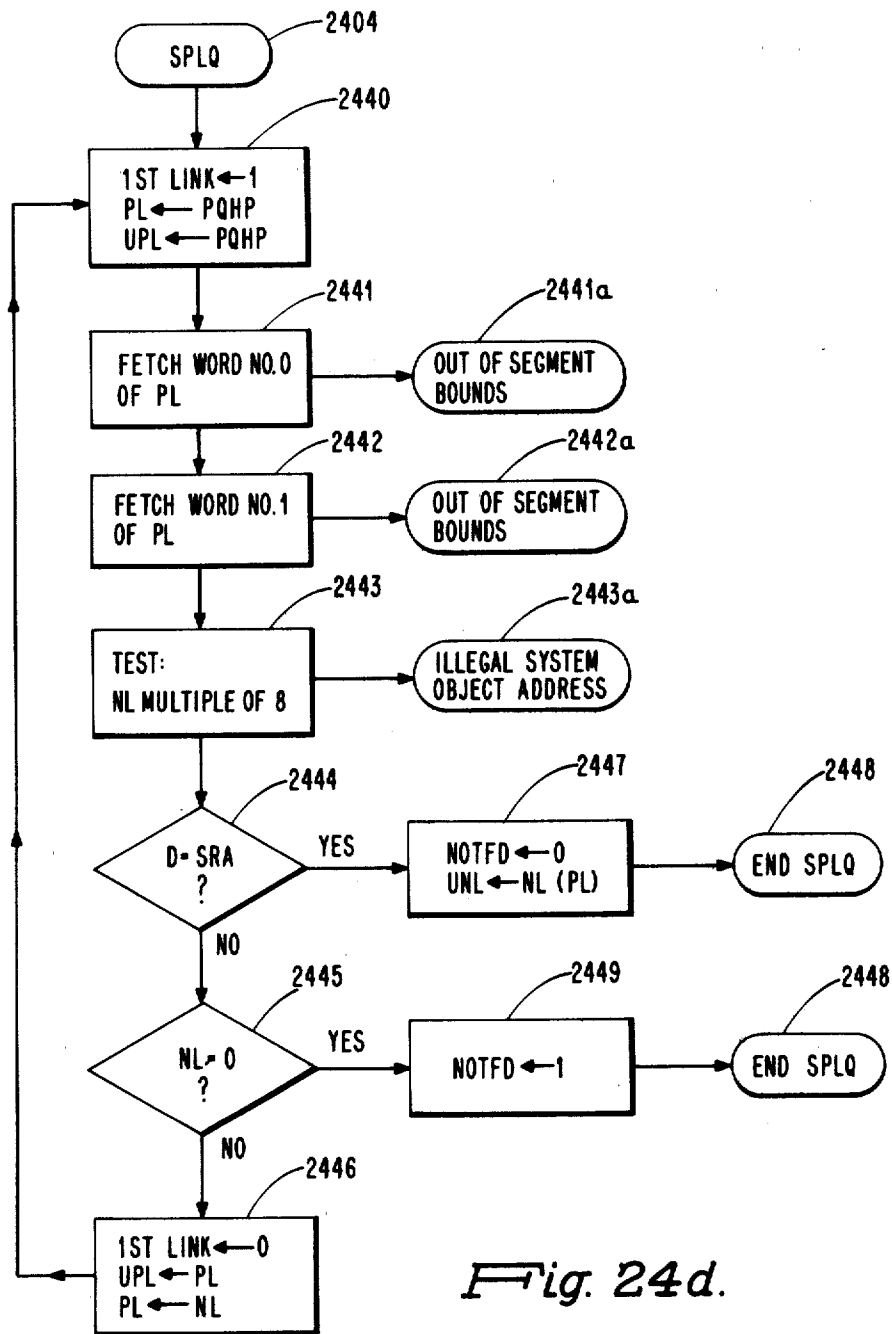 2404
SPLQ
2440
1ST LINK←1
PL← PQHP
UPL← PQHP
2441
2441a
FETCH WORD NO.0
OF PL
OUT OF SEGMENT
BOUNDS
2442
2442a
FETCH WORD NO.1
OF PL
OUT OF SEGMENT
BOUNDS
2443
2443a
TEST:
NL MULTIPLE OF 8
ILLEGAL SYSTEM
OBJECT ADDRESS
2444
2447
2448
D=SRA
?
YES
NOTFD←0
UNL←NL (PL)
END SPLQ
NO
2445
2449
2448
NL=0
?
YES
NOTFD←1
END SPLQ
NO
2446
1ST LINK←0
UPL←PL
PL←NL
Fig. 24d.